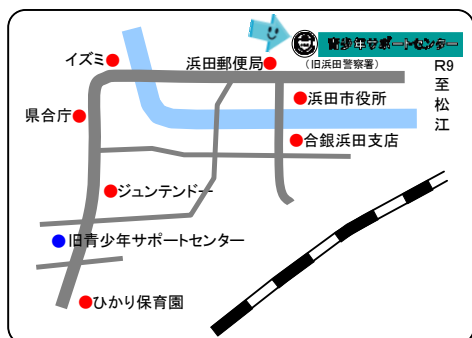 青少年サポートセンター
(旧浜田警察署)
イズミ
浜田郵便局
R9
至
松
江
浜田市役所
県合庁
合銀浜田支店
ジュンテンドー
旧青少年サポートセンター
ひかり保育園